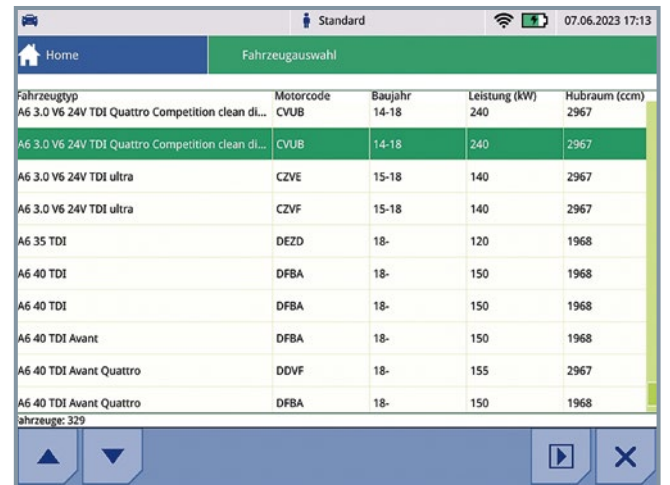 Standard 07.06.2023 17:13
Home Fahrzeugauswahl
Fahrzeugtyp Motorcode Baujahr Leistung (kW) Hubraum (ccm)
A6 3.0 V6 24V TDI Quattro Competition clean di... CVUB 14-18 240 2967
A6 3.0 V6 24V TDI Quattro Competition clean di... CVUB 14-18 240 2967
A6 3.0 V6 24V TDI ultra CZVE 15-18 140 2967
A6 3.0 V6 24V TDI ultra CZVF 15-18 140 2967
A6 35 TDI DEZD 18- 120 1968
A6 40 TDI DFBA 18- 150 1968
A6 40 TDI DFBA 18- 150 1968
A6 40 TDI Avant DFBA 18- 150 1968
A6 40 TDI Avant Quattro DDVF 18- 155 2967
A6 40 TDI Avant Quattro DFBA 18- 150 1968
Fahrzeuge: 329